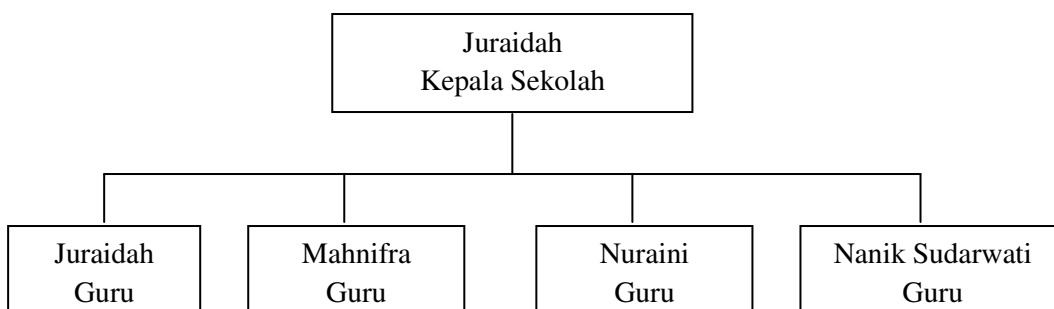 Juraidah
Kepala Sekolah
Juraidah
Guru
Mahnifra
Guru
Nuraini
Guru
Nanik Sudarwati
Guru